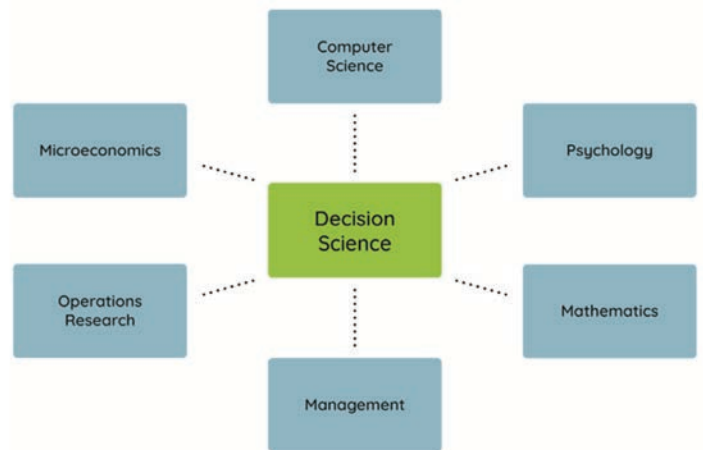 Computer
Science
Microeconomics
Psychology
Decision
Science
Operations
Research
Mathematics
Management